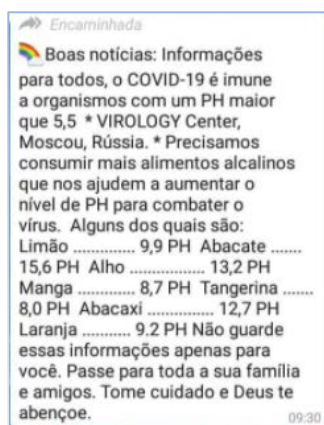 Encaminhada
Boas notícias: Informações
para todos, o COVID-19 é imune
a organismos com um PH maior
que 5,5 * VIROLOGY Center,
Moscou, Rússia. * Precisamos
consumir mais alimentos alcalinos
que nos ajudem a aumentar o
nível de PH para combater o
vírus. Alguns dos quais são:
Limão .............. 9,9 PH Abacate .......
15,6 PH Alho ................. 13,2 PH
Manga ........... 8,7 PH Tangerina .......
8,0 PH Abacaxi ............... 12,7 PH
Laranja ........... 9.2 PH Não guarde
essas informações apenas para
você. Passe para toda a sua família
e amigos. Tome cuidado e Deus te
abençoe.
09:30